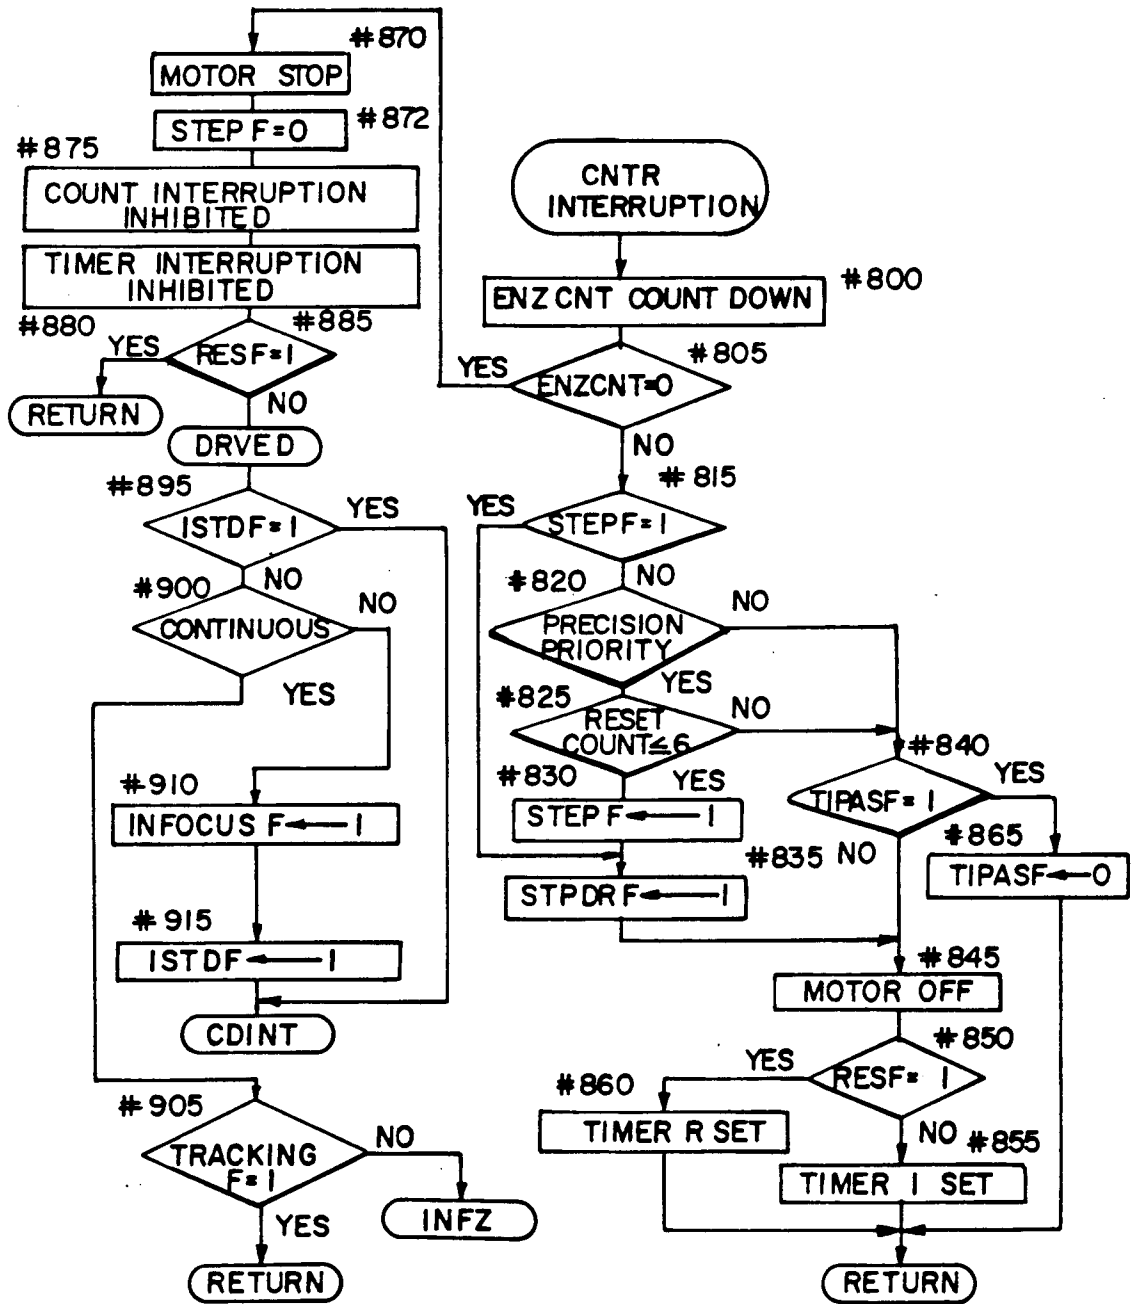 #870
MOTOR STOP
STEP F=0
#872
#875
COUNT INTERRUPTION
INHIBITED
TIMER INTERRUPTION
INHIBITED
#880
#885
YES
RESF=1
NO
RETURN
DRVED
#895
ISTDF=1
YES
NO
#900
CONTINUOUS
NO
YES
#910
INFOCUS F←1
#915
ISTDF←1
CDINT
#905
TRACKING
F=1
NO
INFZ
YES
RETURN
CNTR
INTERRUPTION
ENZCNT COUNT DOWN
#800
#805
YES
ENZCNT=0
NO
#815
YES
STEPF=1
#820
NO
PRECISION
PRIORITY
NO
YES
#825
RESET
COUNT≤6
NO
#830
YES
STEP F←1
#835
STPDR F←1
#840
TIPASF=1
YES
NO
#865
TIPASF←0
#845
MOTOR OFF
#850
YES
RESF=1
#860
TIMER R SET
NO
#855
TIMER I SET
RETURN